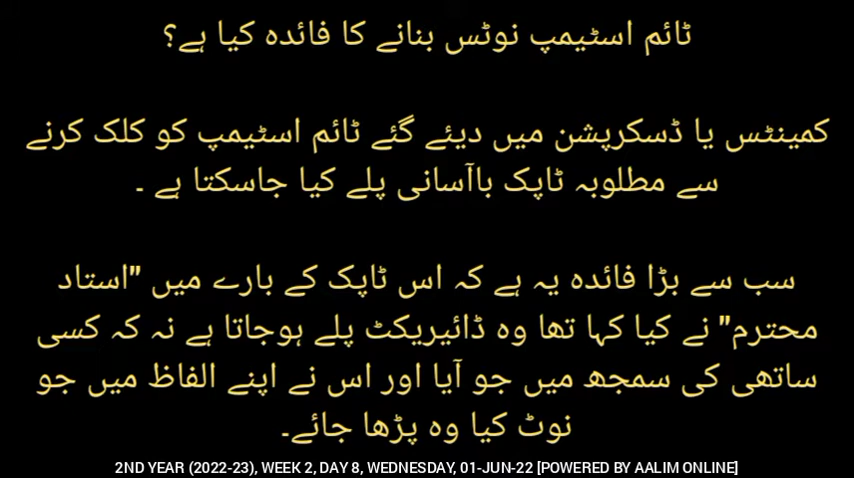 ٹائم اسٹیمپ نوٹس بنانے کا فائدہ کیا ہے؟
کمینٹس یا ڈسکرپشن میں دیئے گئے ٹائم اسٹیمپ کو کلک کرنے
سے مطلوبہ ٹاپک باآسانی پلے کیا جاسکتا ہے ۔
سب سے بڑا فائدہ یہ ہے کہ اس ٹاپک کے بارے میں "استاد
محترم" نے کیا کہا تھا وہ ڈائیریکٹ پلے ہوجاتا ہے نہ کہ کسی
ساتھی کی سمجھ میں جو آیا اور اس نے اپنے الفاظ میں جو
نوٹ کیا وہ پڑھا جائے۔
2ND YEAR (2022-23), WEEK 2, DAY 8, WEDNESDAY, 01-JUN-22 [POWERED BY AALIM ONLINE]